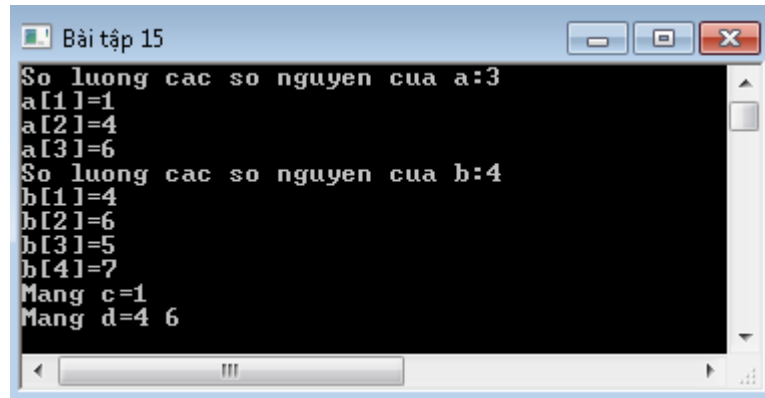 Bài tập 15
So luong cac so nguyen cua a:3
a[1]=1
a[2]=4
a[3]=6
So luong cac so nguyen cua b:4
b[1]=4
b[2]=6
b[3]=5
b[4]=7
Mang c=1
Mang d=4 6